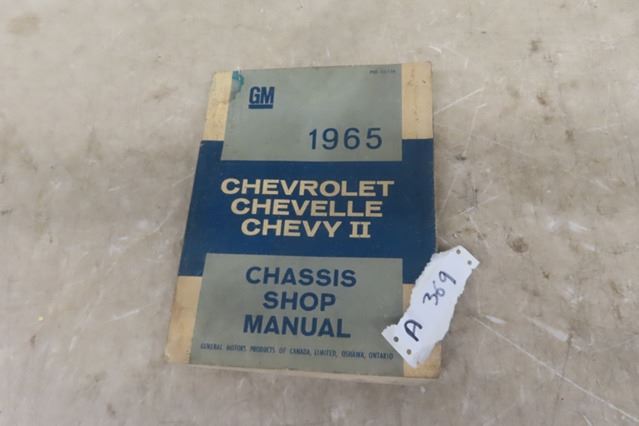 GM
1965
CHEVROLET
CHEVELLE
CHEVY II
CHASSIS
SHOP
MANUAL
GENERAL MOTORS PRODUCTS OF CANADA, LIMITED, OSHAWA, ONTARIO
A 369